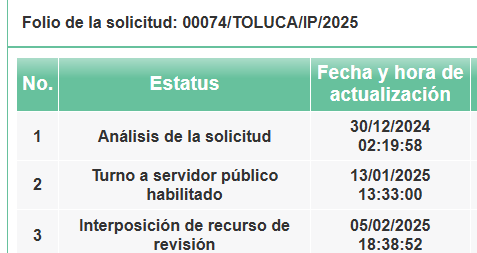 Folio de la solicitud: 00074/TOLUCA/IP/2025
No. Estatus Fecha y hora de
actualización
1 Análisis de la solicitud 30/12/2024
02:19:58
2 Turno a servidor público 13/01/2025
habilitado 13:33:00
3 Interposición de recurso de 05/02/2025
revisión 18:38:52